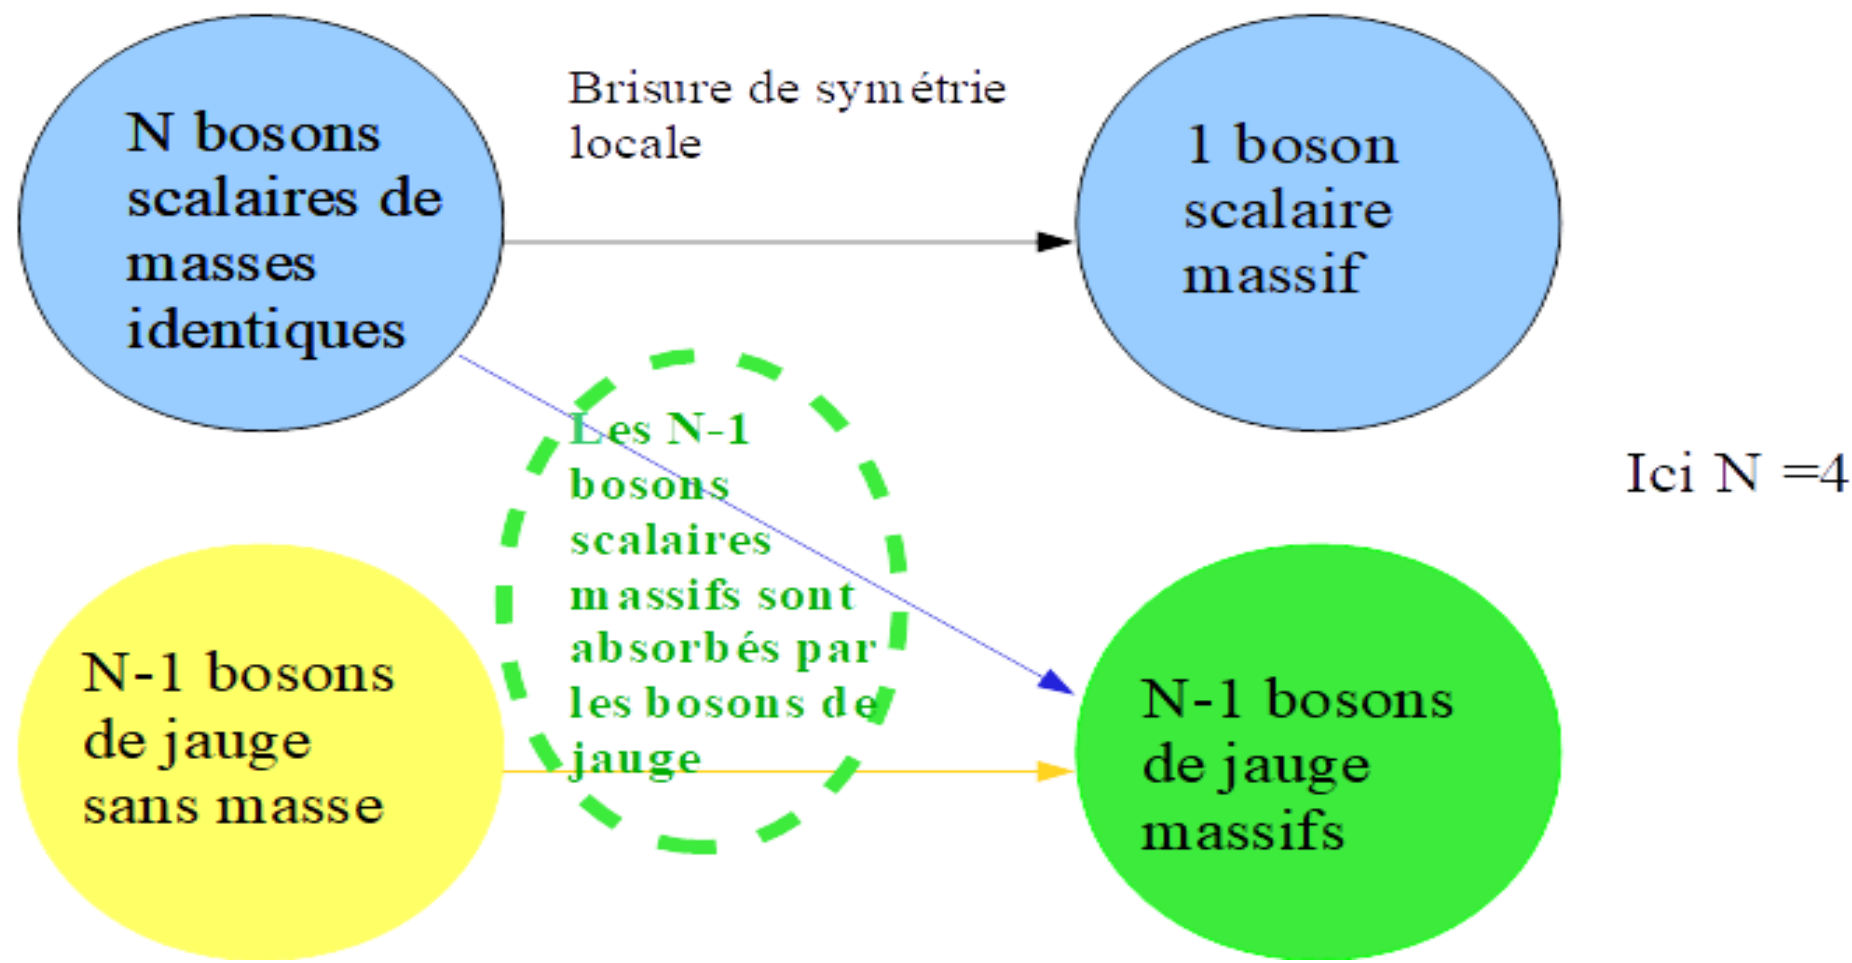 N bosons
scalaires de
masses
identiques
Brisure de symétrie
locale
1 boson
scalaire
massif
Les N-1
bosons
scalaires
massifs sont
absorbés par
les bosons de
jauge
Ici N =4
N-1 bosons
de jauge
sans masse
N-1 bosons
de jauge
massifs